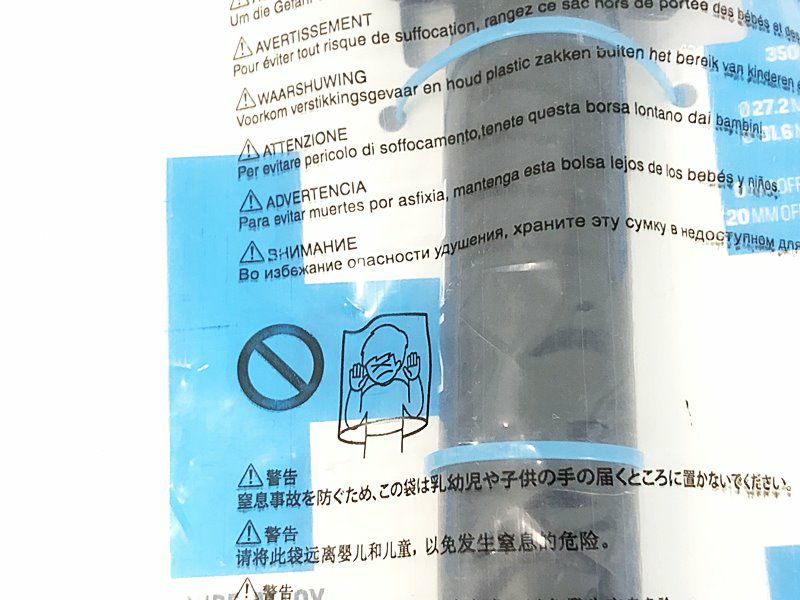 Um die Gefahr
AVERTISSEMENT
Pour éviter tout risque de suffocation, rangez ce sac hors de portée des bébés et des
WAARSHUWING
Voorkom verstikkingsgevaar en houd plastic zakken buiten het bereik van kinderen e
ATTENZIONE
Per evitare pericolo di soffocamento,tenete questa borsa lontano dai bambini.
ADVERTENCIA
Para evitar muertes por asfixia, mantenga esta bolsa lejos de los bebés y niños.
ВНИМАНИЕ
Во избежание опасности удушения, храните эту сумку в недоступном для
350
Ø27.2 M
Ø31.6
0 MM OFF
20 MM OFF
警告
窒息事故を防ぐため、この袋は乳幼児や子供の手の届くところに置かないでください。
警告
请将此袋远离婴儿和儿童，以免发生窒息的危险。
警告